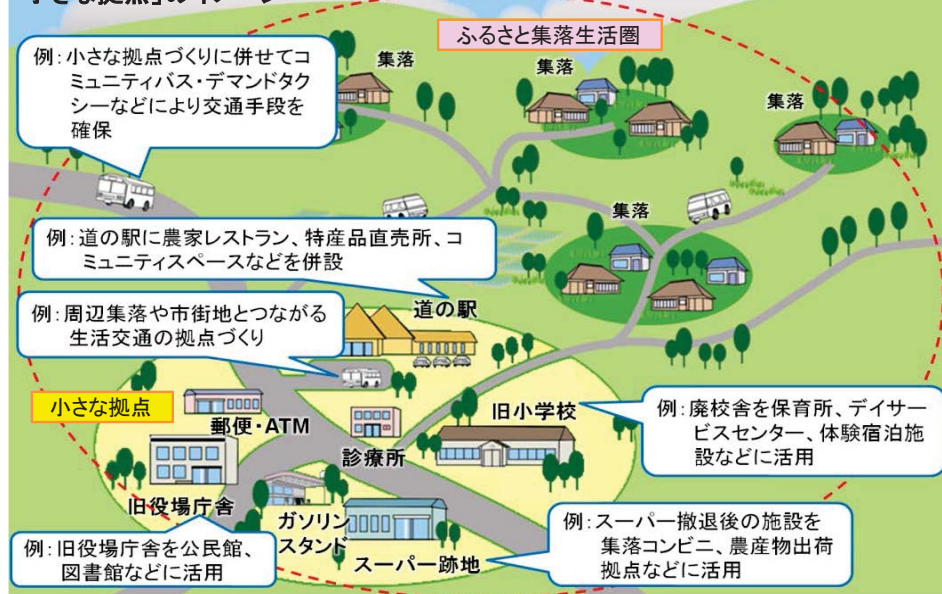 小さな拠点」のイメージ
ふるさと集落生活圏
例:小さな拠点づくりに併せてコ
ミュニティバス・デマンドタク
シーなどにより交通手段を
確保
集落
集落
集落
集落
例:道の駅に農家レストラン、特産品直売所、コ
ミュニティスペースなどを併設
道の駅
例:周辺集落や市街地とつながる
生活交通の拠点づくり
小さな拠点
郵便・ATM
旧小学校
診療所
例:廃校舎を保育所、デイサー
ビスセンター、体験宿泊施
設などに活用
旧役場庁舎
ガソリン
スタンド
スーパー跡地
例:旧役場庁舎を公民館、
図書館などに活用
例:スーパー撤退後の施設を
集落コンビニ、農産物出荷
拠点などに活用